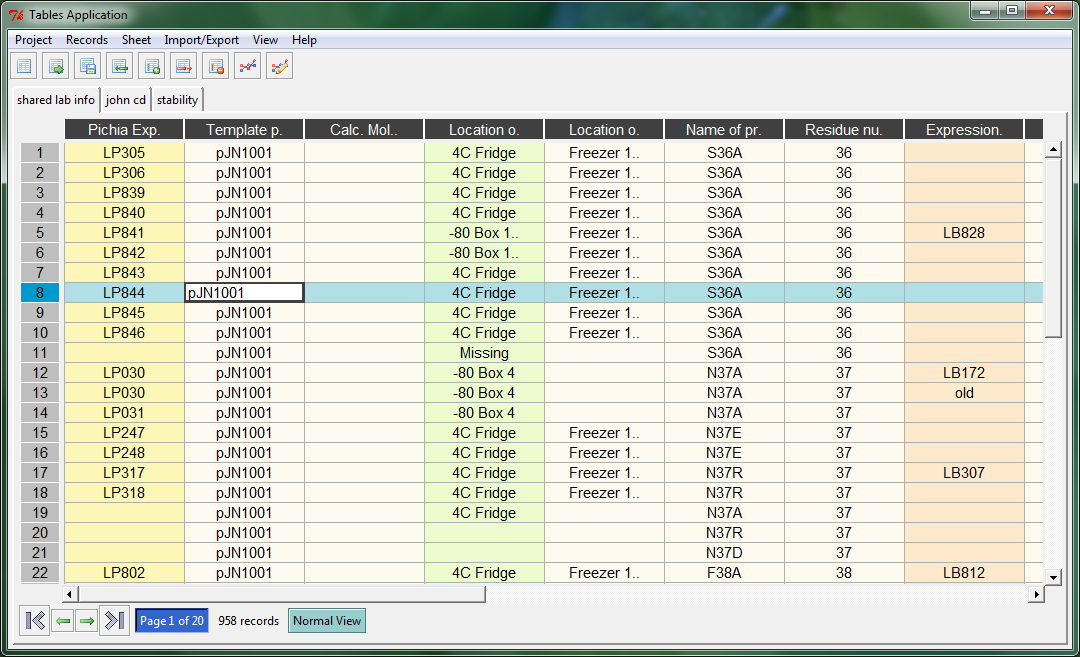 Tables Application
Project Records Sheet Import/Export View Help
shared lab info john cd stability
Pichia Exp. Template p. Calc. Mol.. Location o. Location o. Name of pr. Residue nu. Expression.
1 LP305 pJN1001 4C Fridge Freezer 1.. S36A 36
2 LP306 pJN1001 4C Fridge Freezer 1.. S36A 36
3 LP839 pJN1001 4C Fridge Freezer 1.. S36A 36
4 LP840 pJN1001 4C Fridge Freezer 1.. S36A 36
5 LP841 pJN1001 -80 Box 1.. Freezer 1.. S36A 36 LB828
6 LP842 pJN1001 -80 Box 1.. Freezer 1.. S36A 36
7 LP843 pJN1001 4C Fridge Freezer 1.. S36A 36
8 LP844 pJN1001 4C Fridge Freezer 1.. S36A 36
9 LP845 pJN1001 4C Fridge Freezer 1.. S36A 36
10 LP846 pJN1001 4C Fridge Freezer 1.. S36A 36
11 pJN1001 Missing S36A 36
12 LP030 pJN1001 -80 Box 4 N37A 37 LB172
13 LP030 pJN1001 -80 Box 4 N37A 37 old
14 LP031 pJN1001 -80 Box 4 N37A 37
15 LP247 pJN1001 4C Fridge Freezer 1.. N37E 37
16 LP248 pJN1001 4C Fridge Freezer 1.. N37E 37
17 LP317 pJN1001 4C Fridge Freezer 1.. N37R 37 LB307
18 LP318 pJN1001 4C Fridge Freezer 1.. N37R 37
19 pJN1001 4C Fridge N37A 37
20 pJN1001 N37R 37
21 pJN1001 N37D 37
22 LP802 pJN1001 4C Fridge Freezer 1.. F38A 38 LB812
Page 1 of 20 958 records Normal View